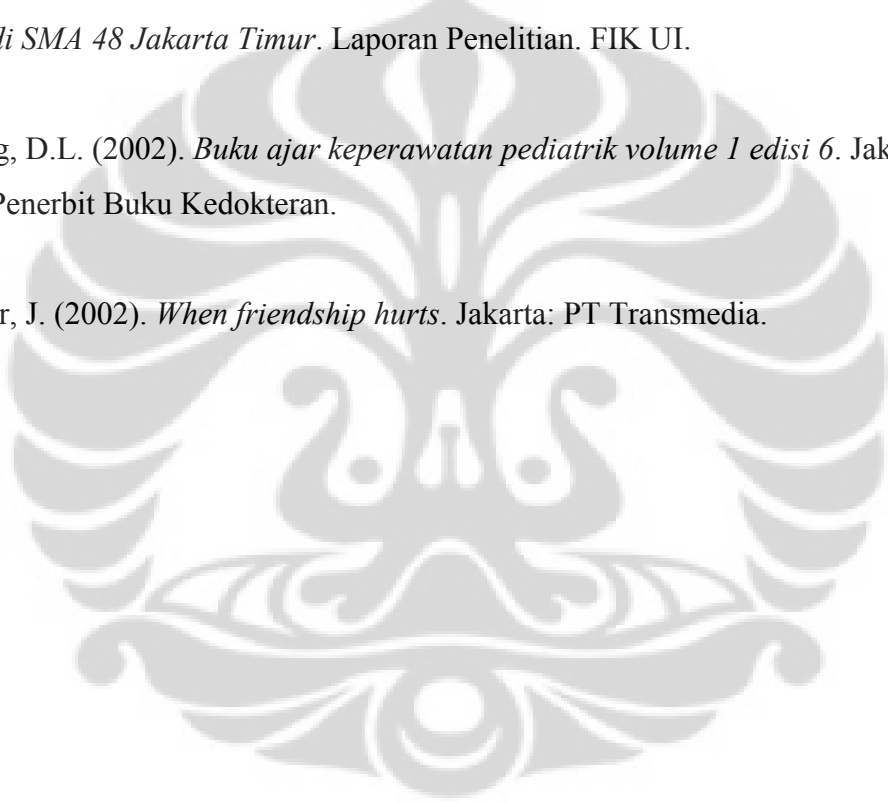 di SMA 48 Jakarta Timur. Laporan Penelitian. FIK UI.
g, D.L. (2002). Buku ajar keperawatan pediatrik volume 1 edisi 6. Jak
Penerbit Buku Kedokteran.
r, J. (2002). When friendship hurts. Jakarta: PT Transmedia.